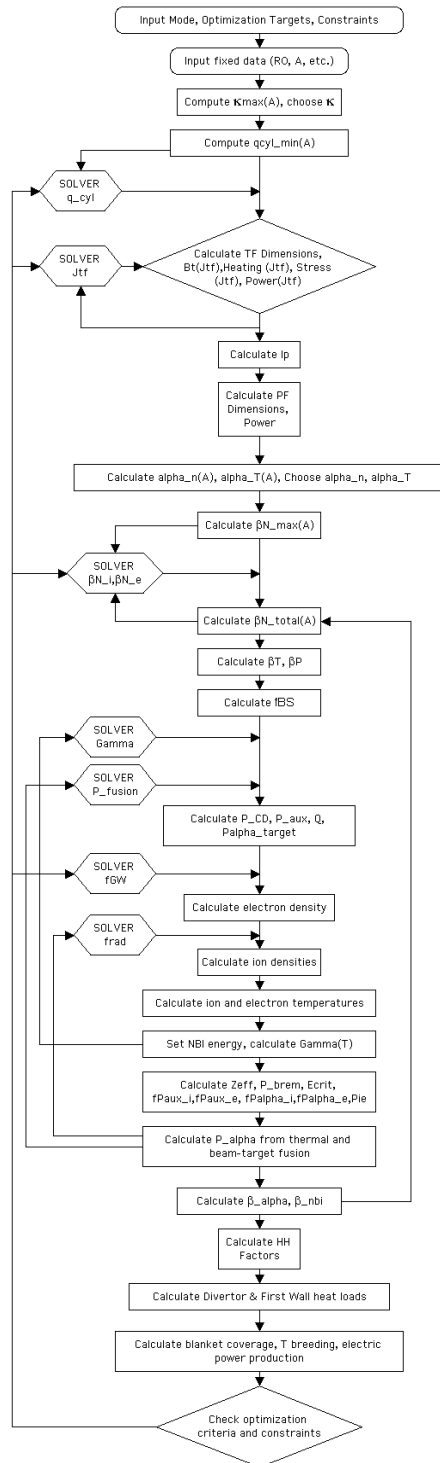 Input Mode, Optimization Targets, Constraints
Input fixed data (RO, A, etc.)
Compute κmax(A), choose κ
Compute qcyl_min(A)
SOLVER
q_cyl
SOLVER
Jtf
Calculate TF Dimensions,
Bt(Jtf),Heating (Jtf), Stress
(Jtf), Power(Jtf)
Calculate Ip
Calculate PF
Dimensions,
Power
Calculate alpha_n(A), alpha_T(A), Choose alpha_n, alpha_T
Calculate βN_max(A)
SOLVER
βN_i,βN_e
Calculate βN_total(A)
Calculate βT, βP
Calculate fBS
SOLVER
Gamma
SOLVER
P_fusion
Calculate P_CD, P_aux, Q,
Palpha_target
SOLVER
fGW
Calculate electron density
SOLVER
frad
Calculate ion densities
Calculate ion and electron temperatures
Set NBI energy, calculate Gamma(T)
Calculate Zeff, P_brem, Ecrit,
fPaux_i,fPaux_e, fPalpha_i,fPalpha_e,Pie
Calculate P_alpha from thermal and
beam-target fusion
Calculate β_alpha, β_nbi
Calculate HH
Factors
Calculate Divertor & First Wall heat loads
Calculate blanket coverage, T breeding, electric
power production
Check optimization
criteria and constraints